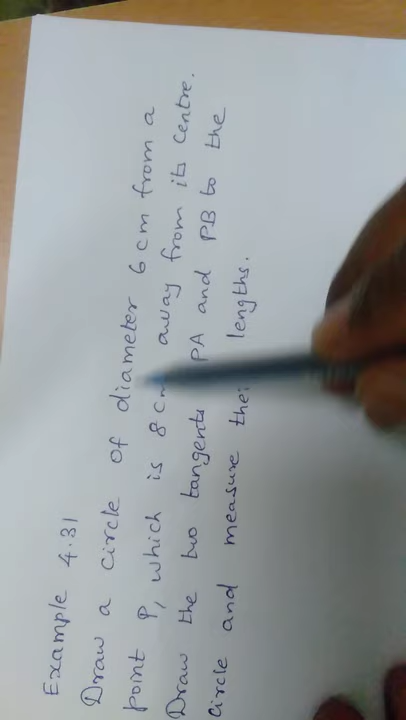 Example 4.31
Draw a circle of diameter 6cm from a
point P, which is 8cm away from its centre.
Draw the two tangents PA and PB to the
circle and measure their lengths.